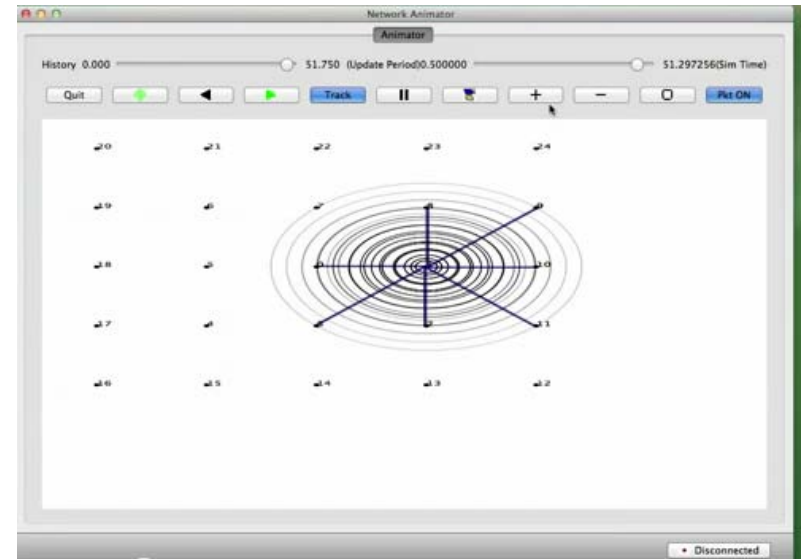 Network Animator
Animator
History 0.000 51.750 (Update Period)0.500000 51.297256(Sim Time)
Quit Track + − Pkt ON
20 21 22 23 24
19 6 7 8 9
18 5 10
17 4 11
16 15 14 13 12
Disconnected